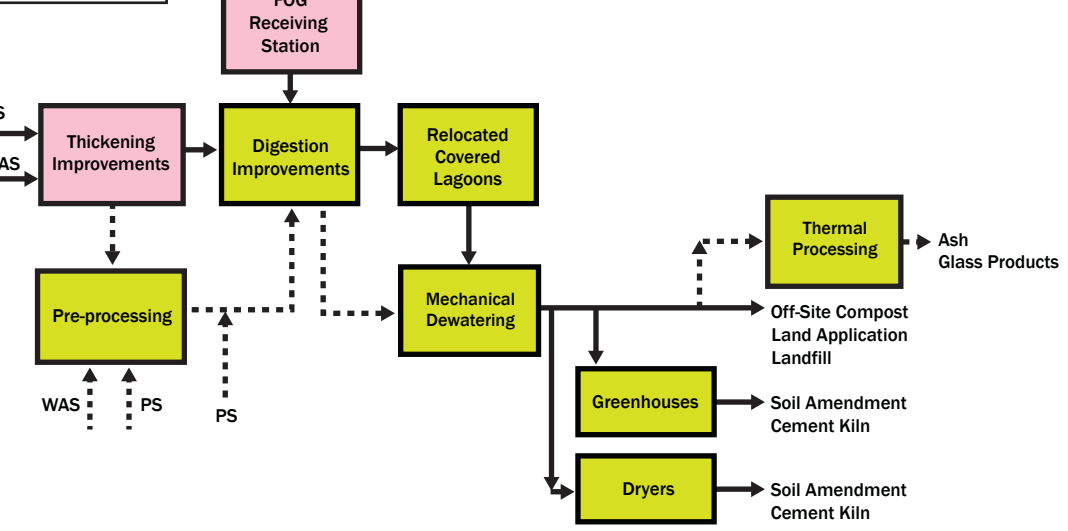 FOG
Receiving
Station
S
AS
Thickening
Improvements
Digestion
Improvements
Relocated
Covered
Lagoons
Thermal
Processing
Ash
Glass Products
Pre-processing
Mechanical
Dewatering
Off-Site Compost
Land Application
Landfill
WAS
PS
PS
Greenhouses
Soil Amendment
Cement Kiln
Dryers
Soil Amendment
Cement Kiln